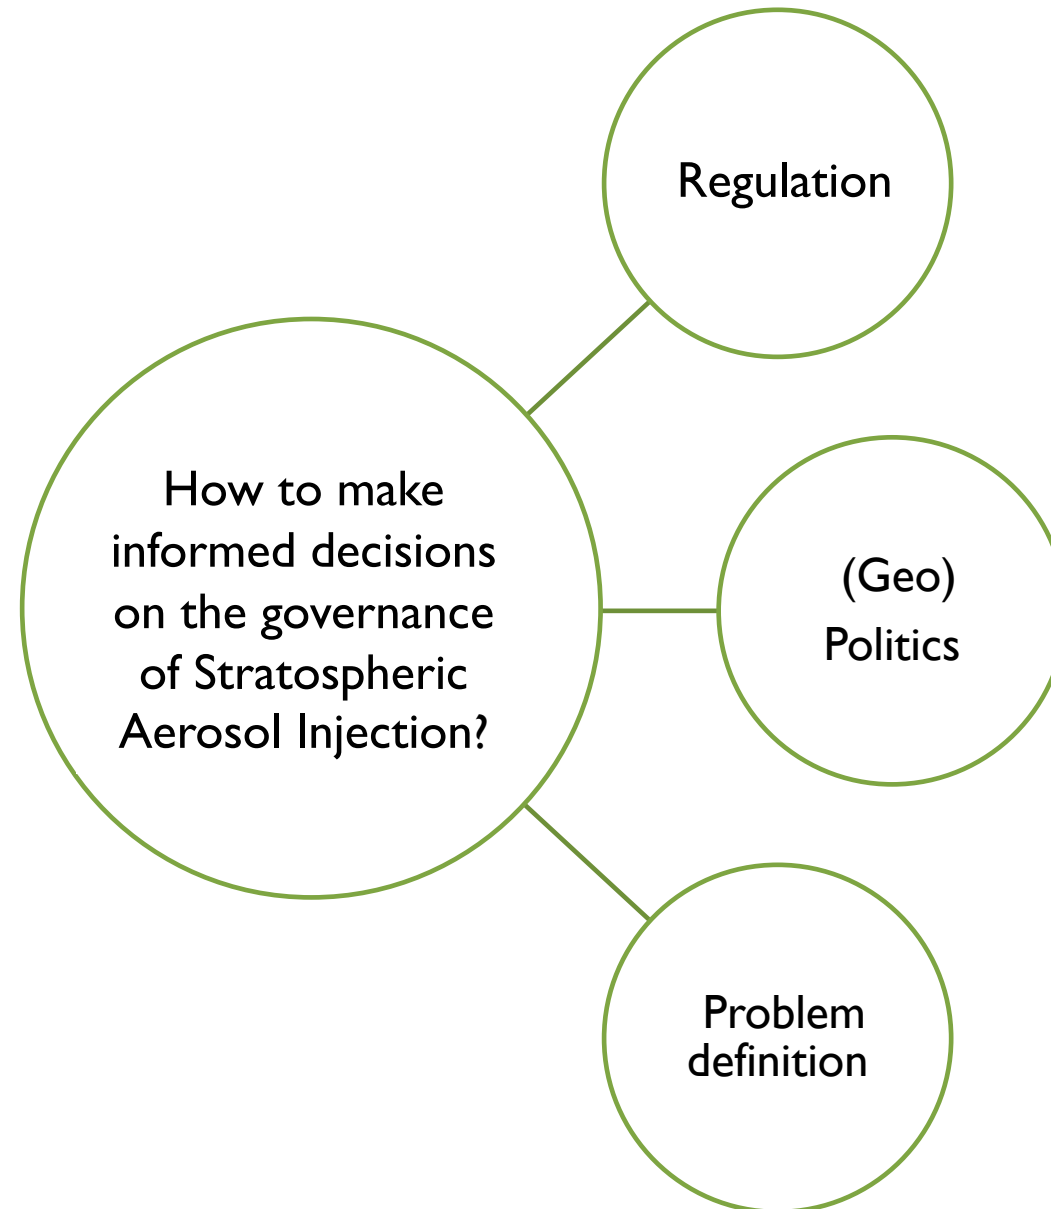 How to make
informed decisions
on the governance
of Stratospheric
Aerosol Injection?
Regulation
(Geo)
Politics
Problem
definition